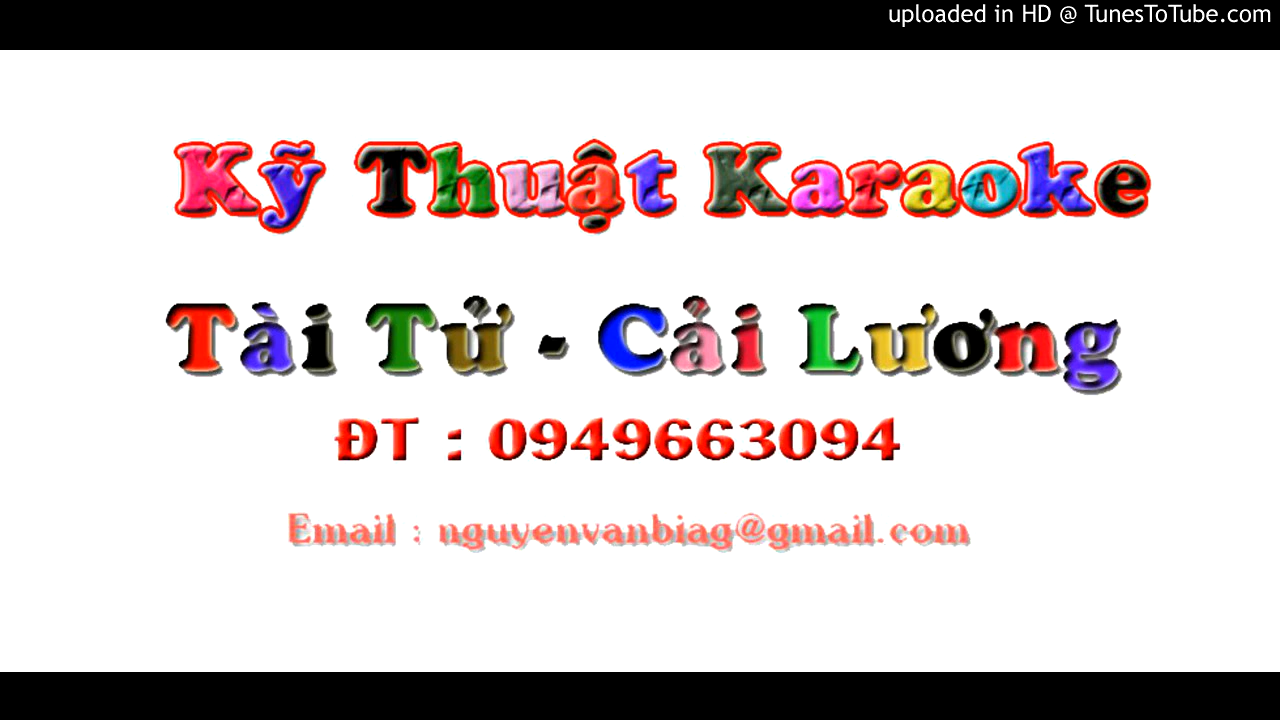 uploaded in HD @ TunesToTube.com
Kỹ Thuật Karaoke
Tài Tử - Cải Lương
ĐT : 0949663094
Email : nguyenvanbiag@gmail.com